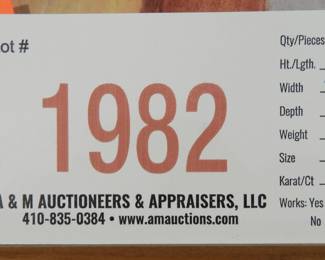 ot #
1982
A & M AUCTIONEERS & APPRAISERS, LLC
410-835-0384 • www.amauctions.com
Qty/Pieces
Ht./Lgth.
Width
Depth
Weight
Size
Karat/Ct
Works: Yes
No